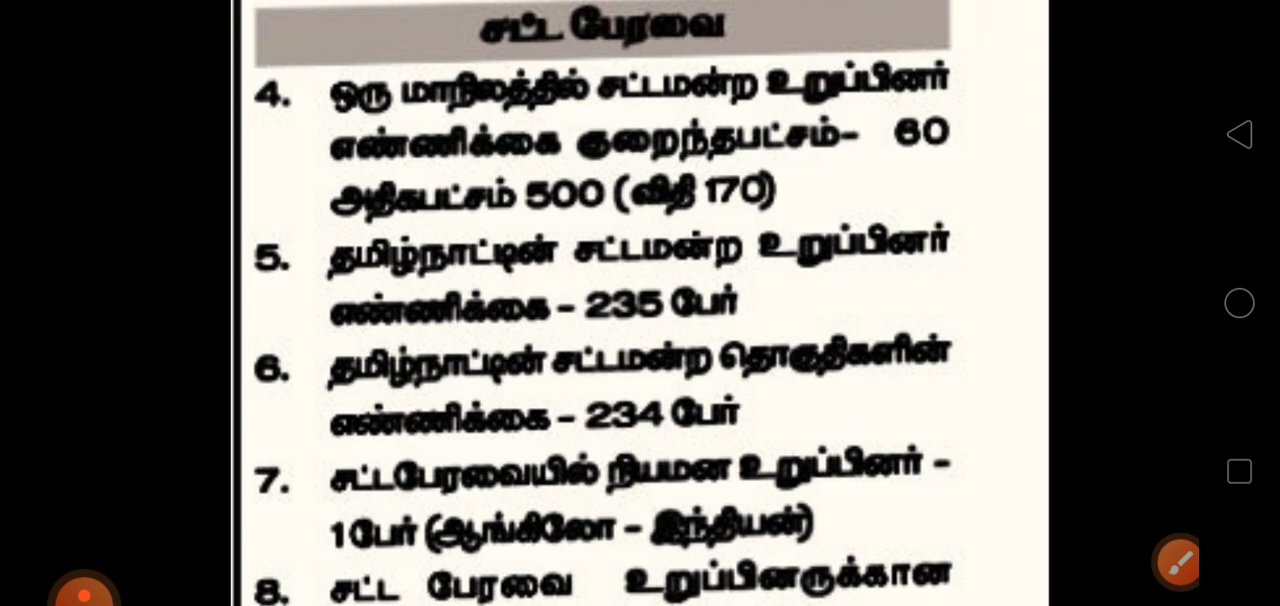 சட்ட பேரவை
4. ஒரு மாநிலத்தில் சட்டமன்ற உறுப்பினர்
எண்ணிக்கை குறைந்தபட்சம்– 60
அதிகபட்சம் 500 (விதி 170)
5. தமிழ்நாட்டின் சட்டமன்ற உறுப்பினர்
எண்ணிக்கை – 235 பேர்
6. தமிழ்நாட்டின் சட்டமன்ற தொகுதிகளின்
எண்ணிக்கை – 234 பேர்
7. சட்டபேரவையில் நியமன உறுப்பினர் –
1பேர் (ஆங்கிலோ – இந்தியன்)
8. சட்ட பேரவை உறுப்பினருக்கான